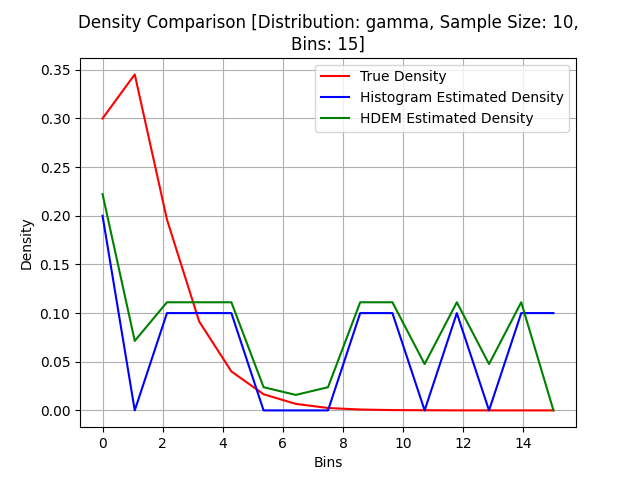 Density Comparison [Distribution: gamma, Sample Size: 10,
Bins: 15]
True Density
Histogram Estimated Density
HDEM Estimated Density
Density
0.35
0.30
0.25
0.20
0.15
0.10
0.05
0.00
0 2 4 6 8 10 12 14
Bins